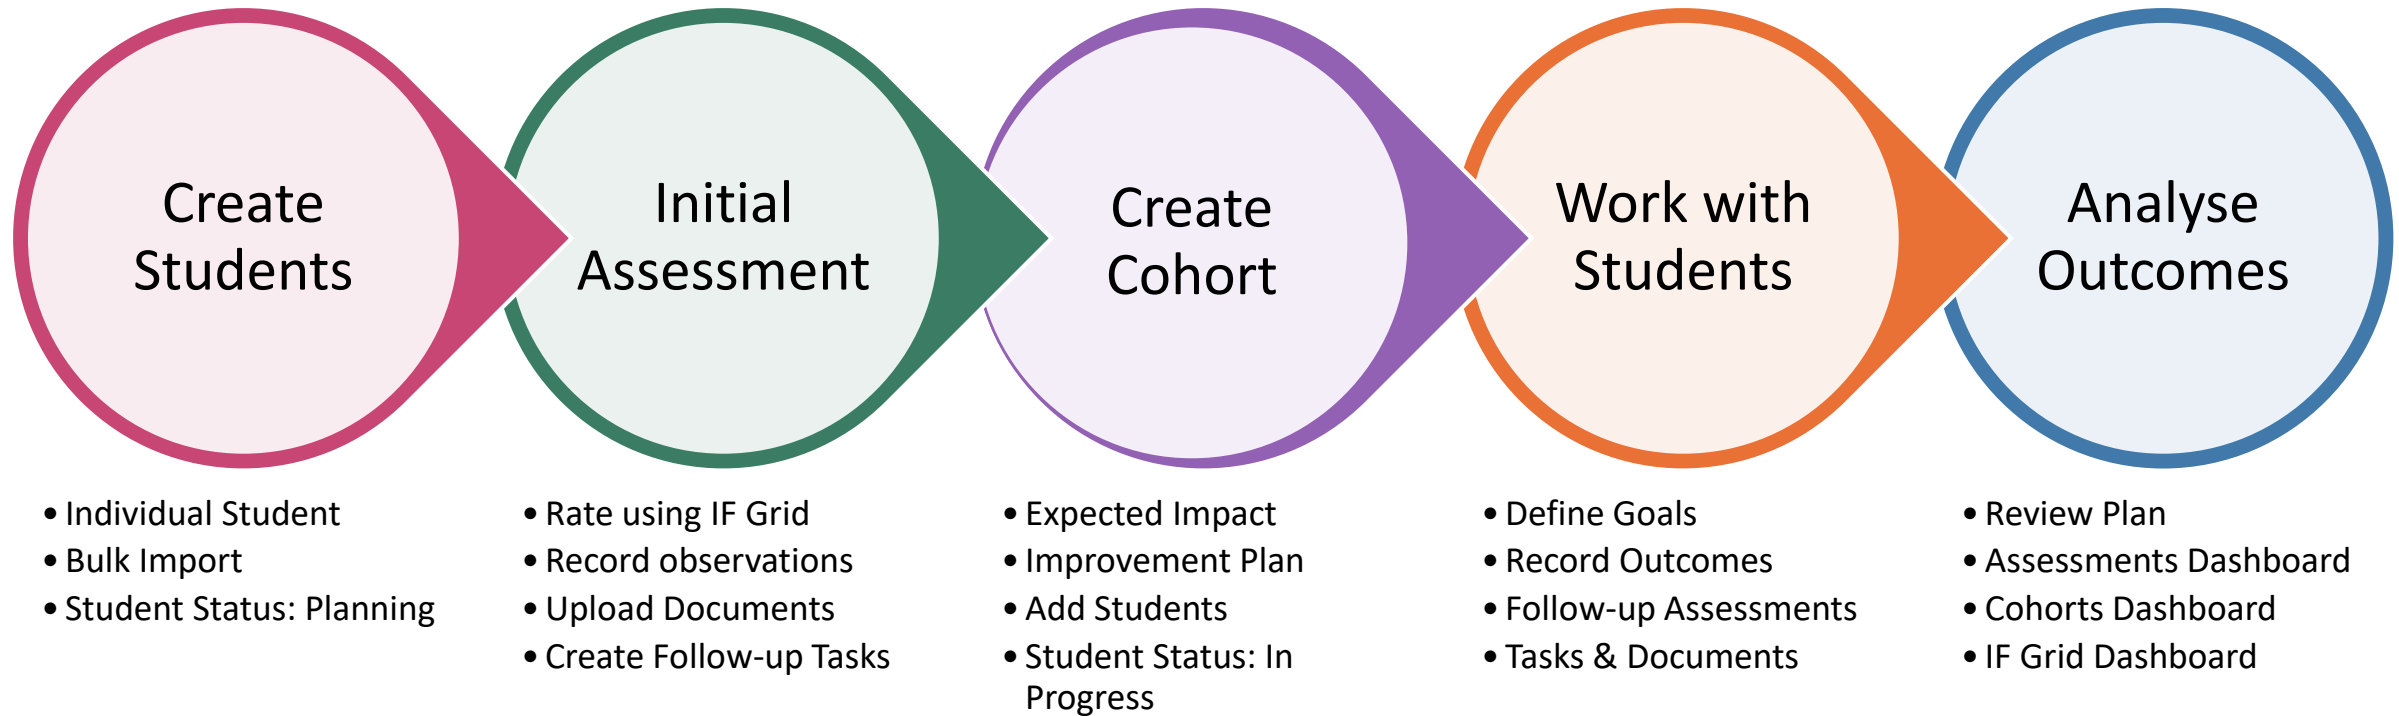 Create
Students
Initial
Assessment
Create
Cohort
Work with
Students
Analyse
Outcomes
• Individual Student
• Bulk Import
• Student Status: Planning
• Rate using IF Grid
• Record observations
• Upload Documents
• Create Follow-up Tasks
• Expected Impact
• Improvement Plan
• Add Students
• Student Status: In
Progress
• Define Goals
• Record Outcomes
• Follow-up Assessments
• Tasks & Documents
• Review Plan
• Assessments Dashboard
• Cohorts Dashboard
• IF Grid Dashboard